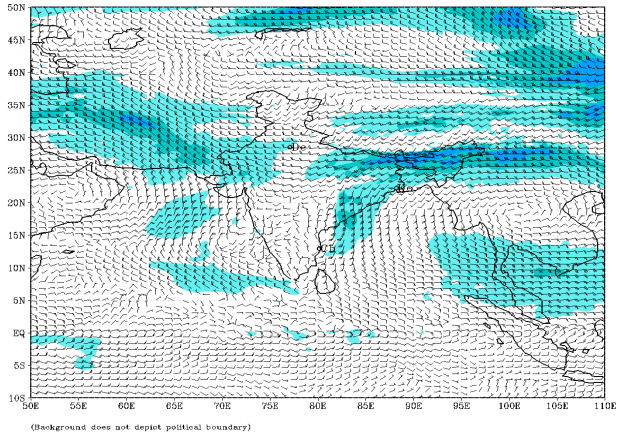 50N
45N
40N
35N
30N
De
25N
20N
15N
10N
5N
EQ
5S
10S
50E 55E 60E 65E 70E 75E 80E 85E 90E 95E 100E 105E 110E
(Background does not depict political boundary)